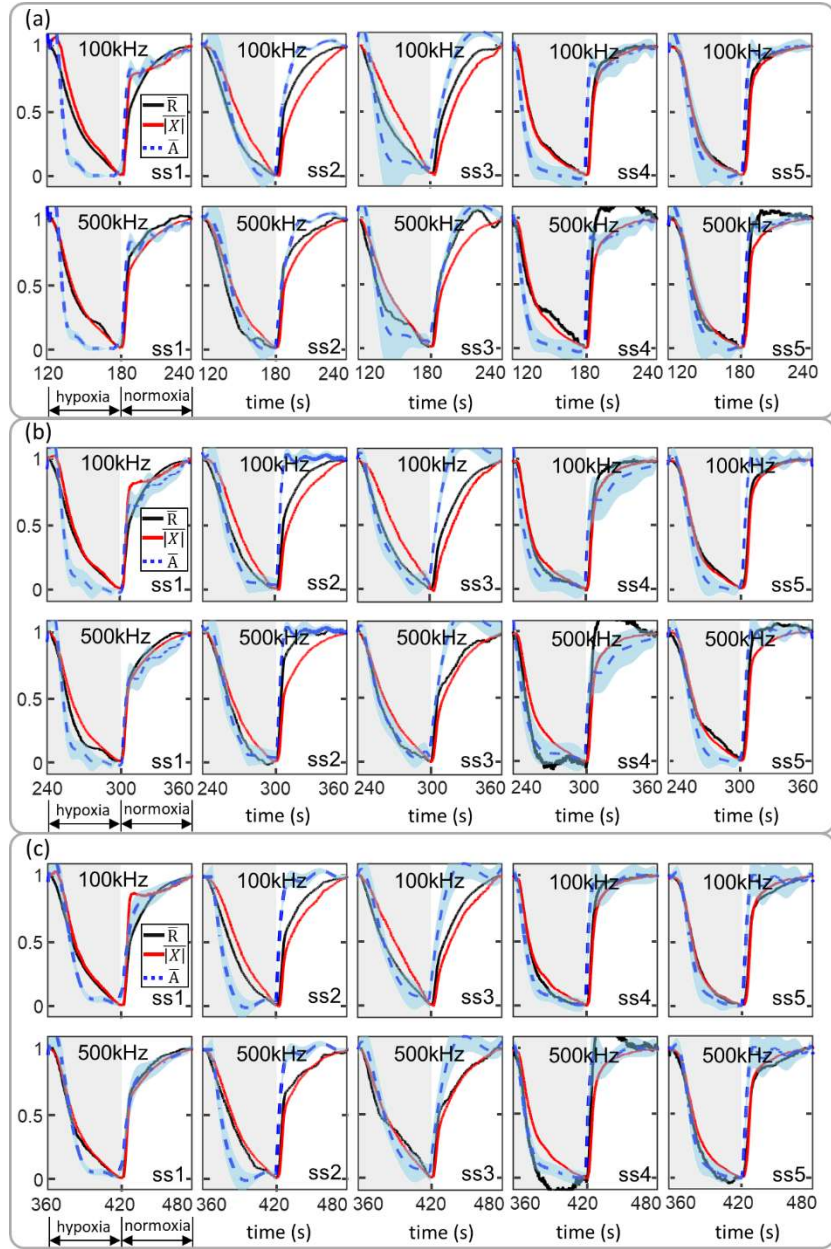 (a)
100kHz 100kHz 100kHz 100kHz 100kHz
1
0.5
0
R̅
|X̅|
A̅
ss1 ss2 ss3 ss4 ss5
500kHz 500kHz 500kHz 500kHz 500kHz
1
0.5
0
ss1 ss2 ss3 ss4 ss5
120 180 240 120 180 240 120 180 240 120 180 240 120 180 240
hypoxia normoxia time (s) time (s) time (s) time (s)
(b)
100kHz 100kHz 100kHz 100kHz 100kHz
1
0.5
0
R̅
|X̅|
A̅
ss1 ss2 ss3 ss4 ss5
500kHz 500kHz 500kHz 500kHz 500kHz
1
0.5
0
ss1 ss2 ss3 ss4 ss5
240 300 360 240 300 360 240 300 360 240 300 360 240 300 360
hypoxia normoxia time (s) time (s) time (s) time (s)
(c)
100kHz 100kHz 100kHz 100kHz 100kHz
1
0.5
0
R̅
|X̅|
A̅
ss1 ss2 ss3 ss4 ss5
500kHz 500kHz 500kHz 500kHz 500kHz
1
0.5
0
ss1 ss2 ss3 ss4 ss5
360 420 480 360 420 480 360 420 480 360 420 480 360 420 480
hypoxia normoxia time (s) time (s) time (s) time (s)